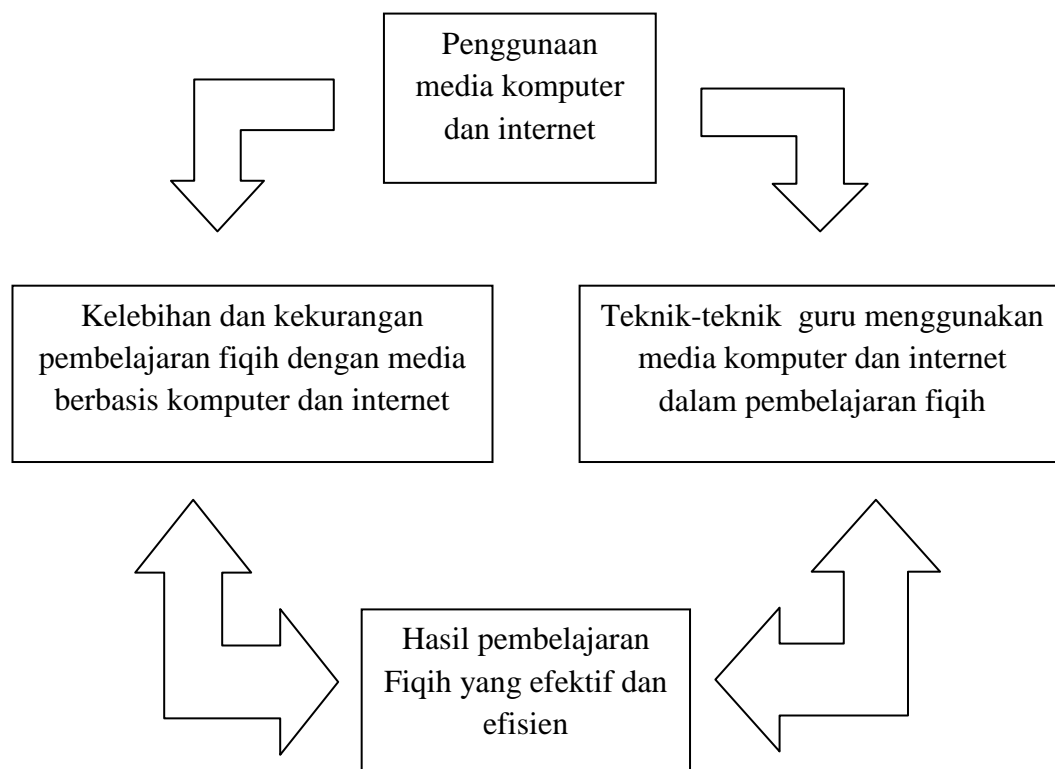 Penggunaan
media komputer
dan internet
Kelebihan dan kekurangan
pembelajaran fiqih dengan media
berbasis komputer dan internet
Teknik-teknik guru menggunakan
media komputer dan internet
dalam pembelajaran fiqih
Hasil pembelajaran
Fiqih yang efektif dan
efisien